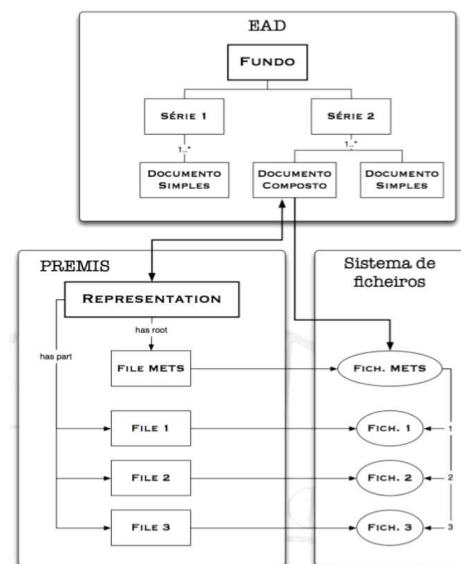 EAD
FUNDO
SÉRIE 1
SÉRIE 2
1..*
1..*
DOCUMENTO
SIMPLES
DOCUMENTO
COMPOSTO
DOCUMENTO
SIMPLES
PREMIS
REPRESENTATION
has root
has part
FILE METS
FILE 1
FILE 2
FILE 3
Sistema de
ficheiros
FICH. METS
FICH. 1
1
2
FICH. 2
FICH. 3
3